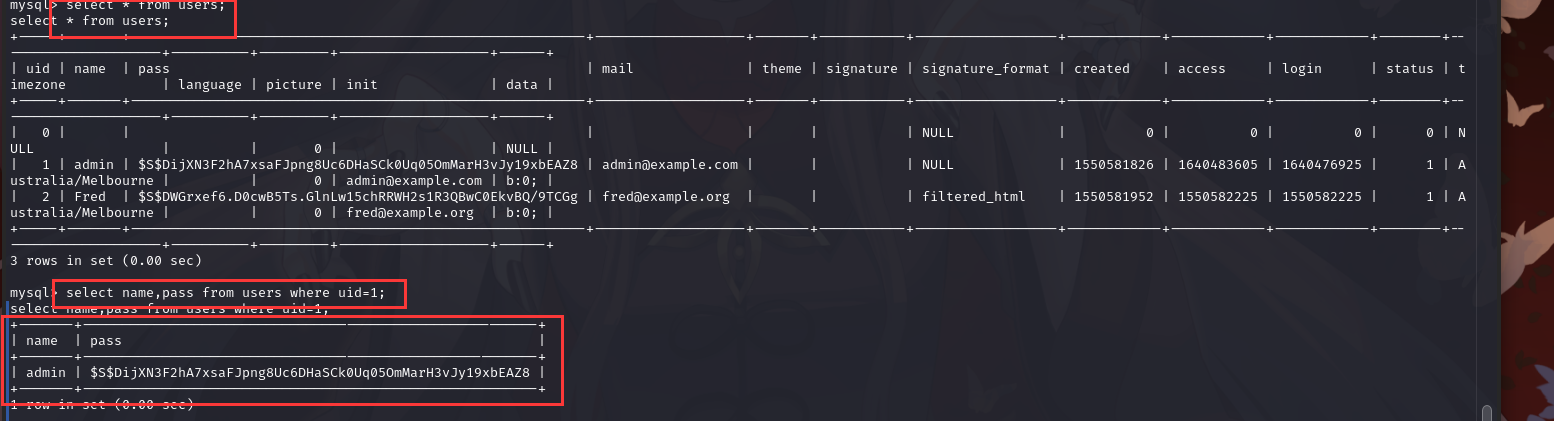 mysql> select * from users;
select * from users;
+-----+-------+---------------------------------------------------------+-------------------+-------+-----------+------------------+------------+------------+------------+--------+--
-------------------+----------+---------+-------------------+------+
| uid | name  | pass                                                    | mail              | theme | signature | signature_format | created    | access     | login      | status | t
imezone            | language | picture | init              | data |
+-----+-------+---------------------------------------------------------+-------------------+-------+-----------+------------------+------------+------------+------------+--------+--
-------------------+----------+---------+-------------------+------+
|   0 |       |                                                         |                   |       |           | NULL             |          0 |          0 |          0 |      0 | N
ULL                |          |       0 |                   | NULL |
|   1 | admin | $S$DijXN3F2hA7xsaFJpng8Uc6DHaSCk0Uq05OmMarH3vJy19xbEAZ8 | admin@example.com |       |           | NULL             | 1550581826 | 1640483605 | 1640476925 |      1 | A
ustralia/Melbourne |          |       0 | admin@example.com | b:0; |
|   2 | Fred  | $S$DWGrxef6.D0cwB5Ts.GlnLw15chRRWH2s1R3QBwC0EkvBQ/9TCGg | fred@example.org  |       |           | filtered_html    | 1550581952 | 1550582225 | 1550582225 |      1 | A
ustralia/Melbourne |          |       0 | fred@example.org  | b:0; |
+-----+-------+---------------------------------------------------------+-------------------+-------+-----------+------------------+------------+------------+------------+--------+--
-------------------+----------+---------+-------------------+------+
3 rows in set (0.00 sec)
mysql> select name,pass from users where uid=1;
select name,pass from users where uid=1;
+-------+---------------------------------------------------------+
| name  | pass                                                    |
+-------+---------------------------------------------------------+
| admin | $S$DijXN3F2hA7xsaFJpng8Uc6DHaSCk0Uq05OmMarH3vJy19xbEAZ8 |
+-------+---------------------------------------------------------+
1 row in set (0.00 sec)